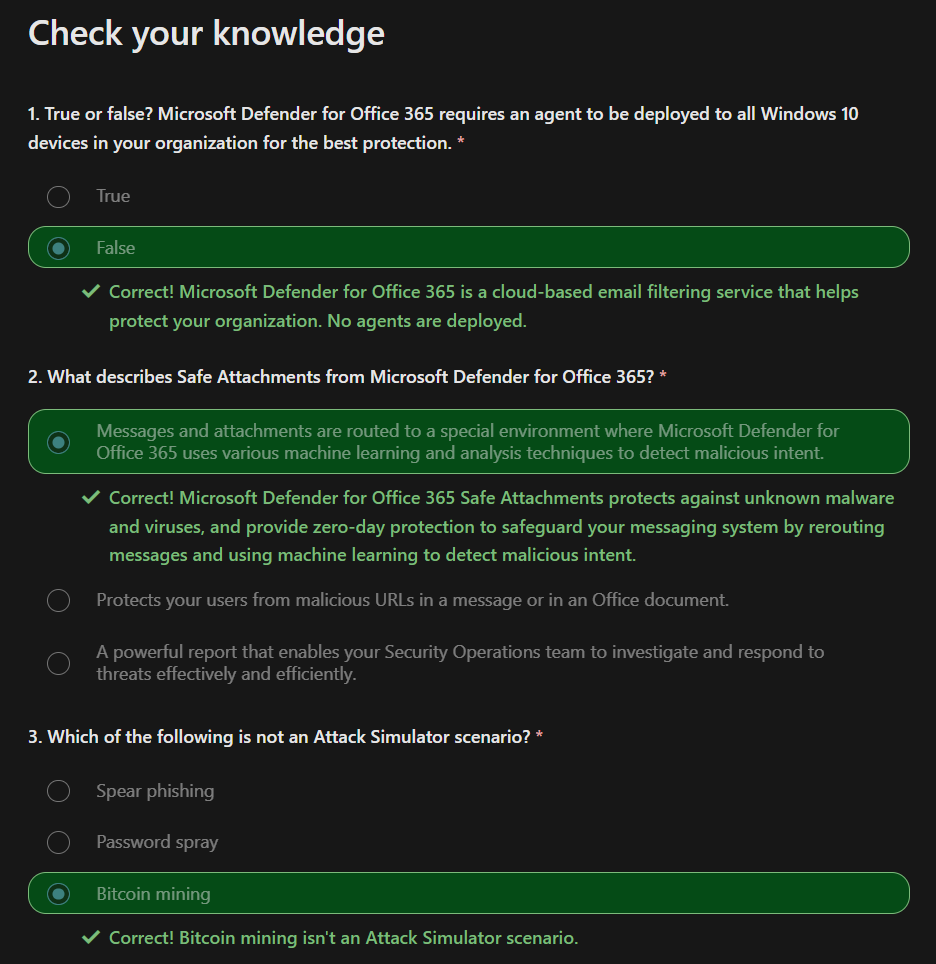 Check your knowledge
1. True or false? Microsoft Defender for Office 365 requires an agent to be deployed to all Windows 10
devices in your organization for the best protection. *
True
False
Correct! Microsoft Defender for Office 365 is a cloud-based email filtering service that helps
protect your organization. No agents are deployed.
2. What describes Safe Attachments from Microsoft Defender for Office 365? *
Messages and attachments are routed to a special environment where Microsoft Defender for
Office 365 uses various machine learning and analysis techniques to detect malicious intent.
Correct! Microsoft Defender for Office 365 Safe Attachments protects against unknown malware
and viruses, and provide zero-day protection to safeguard your messaging system by rerouting
messages and using machine learning to detect malicious intent.
Protects your users from malicious URLs in a message or in an Office document.
A powerful report that enables your Security Operations team to investigate and respond to
threats effectively and efficiently.
3. Which of the following is not an Attack Simulator scenario? *
Spear phishing
Password spray
Bitcoin mining
Correct! Bitcoin mining isn't an Attack Simulator scenario.